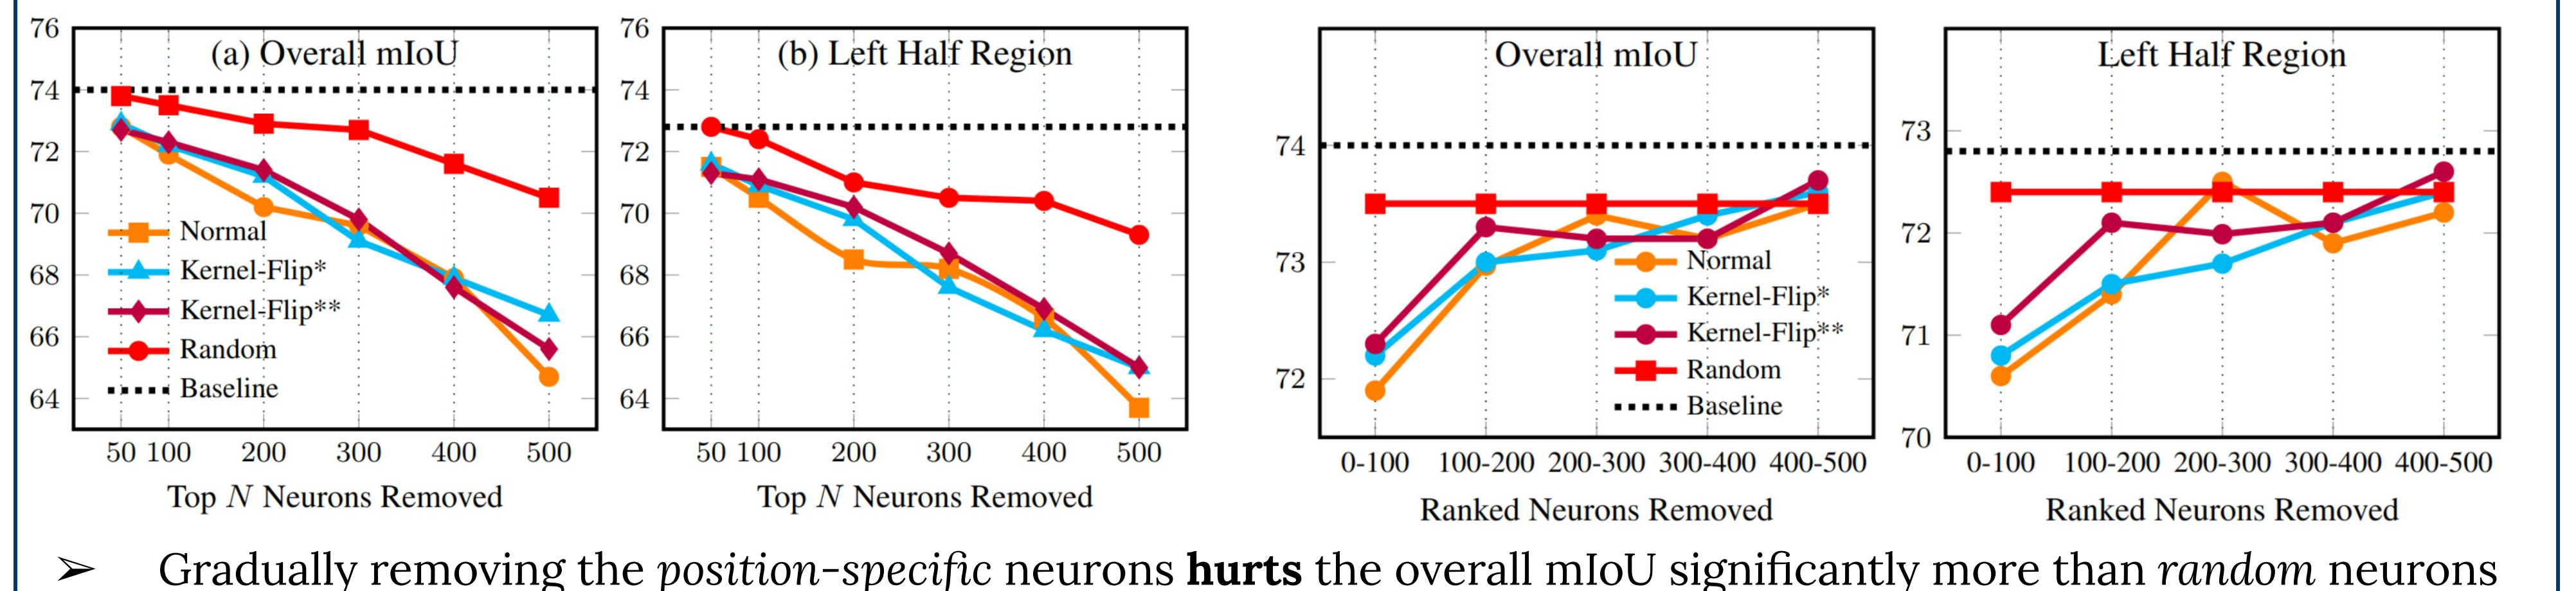 (a) Overall mIoU
76
74
72
70
68
66
64
Normal
Kernel-Flip*
Kernel-Flip**
Random
Baseline
50 100 200 300 400 500
Top N Neurons Removed
(b) Left Half Region
76
74
72
70
68
66
64
50 100 200 300 400 500
Top N Neurons Removed
Overall mIoU
74
73
72
Normal
Kernel-Flip*
Kernel-Flip**
Random
Baseline
0-100 100-200 200-300 300-400 400-500
Ranked Neurons Removed
Left Half Region
73
72
71
70
0-100 100-200 200-300 300-400 400-500
Ranked Neurons Removed
➢ Gradually removing the position-specific neurons hurts the overall mIoU significantly more than random neurons